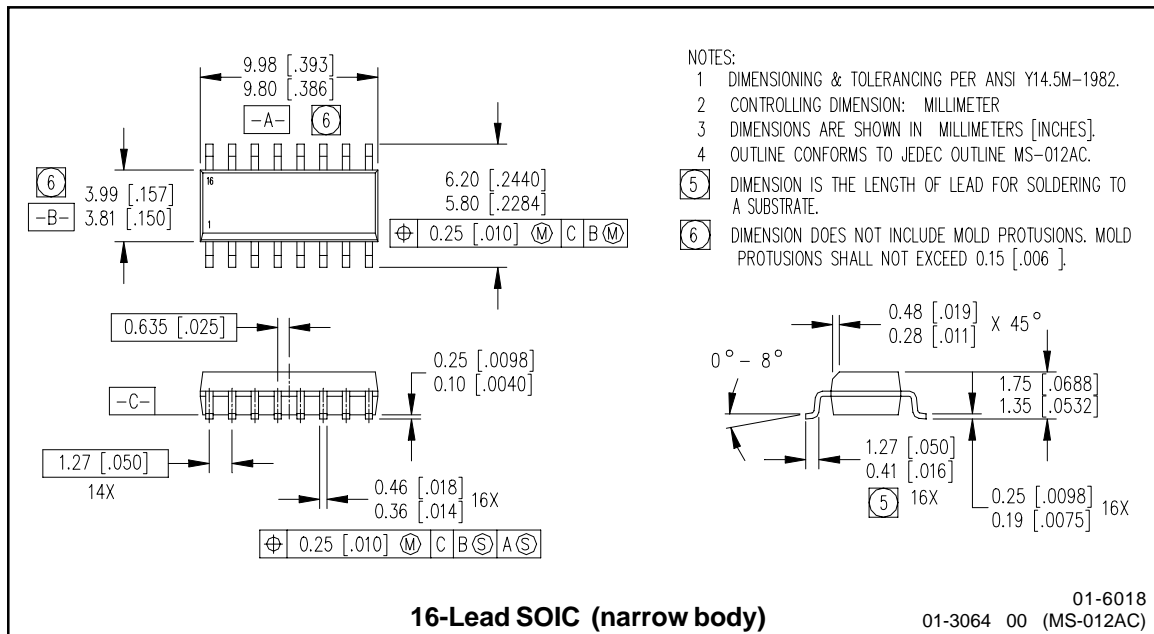 9.98 [.393]
9.80 [.386]
-A- 6
6
3.99 [.157]
-B- 3.81 [.150]
16
1
6.20 [.2440]
5.80 [.2284]
⌖ 0.25 [.010] Ⓜ C B Ⓜ
NOTES:
1 DIMENSIONING & TOLERANCING PER ANSI Y14.5M-1982.
2 CONTROLLING DIMENSION: MILLIMETER
3 DIMENSIONS ARE SHOWN IN MILLIMETERS [INCHES].
4 OUTLINE CONFORMS TO JEDEC OUTLINE MS-012AC.
5 DIMENSION IS THE LENGTH OF LEAD FOR SOLDERING TO
A SUBSTRATE.
6 DIMENSION DOES NOT INCLUDE MOLD PROTUSIONS. MOLD
PROTUSIONS SHALL NOT EXCEED 0.15 [.006 ].
0.635 [.025]
0.25 [.0098]
0.10 [.0040]
-C-
1.27 [.050]
14X
0.46 [.018]
0.36 [.014] 16X
⌖ 0.25 [.010] Ⓜ C B Ⓢ A Ⓢ
0.48 [.019]
0.28 [.011] X 45°
0°- 8°
1.75 [.0688]
1.35 [.0532]
1.27 [.050]
0.41 [.016]
5 16X
0.25 [.0098]
0.19 [.0075] 16X
16-Lead SOIC (narrow body)
01-6018
01-3064 00 (MS-012AC)